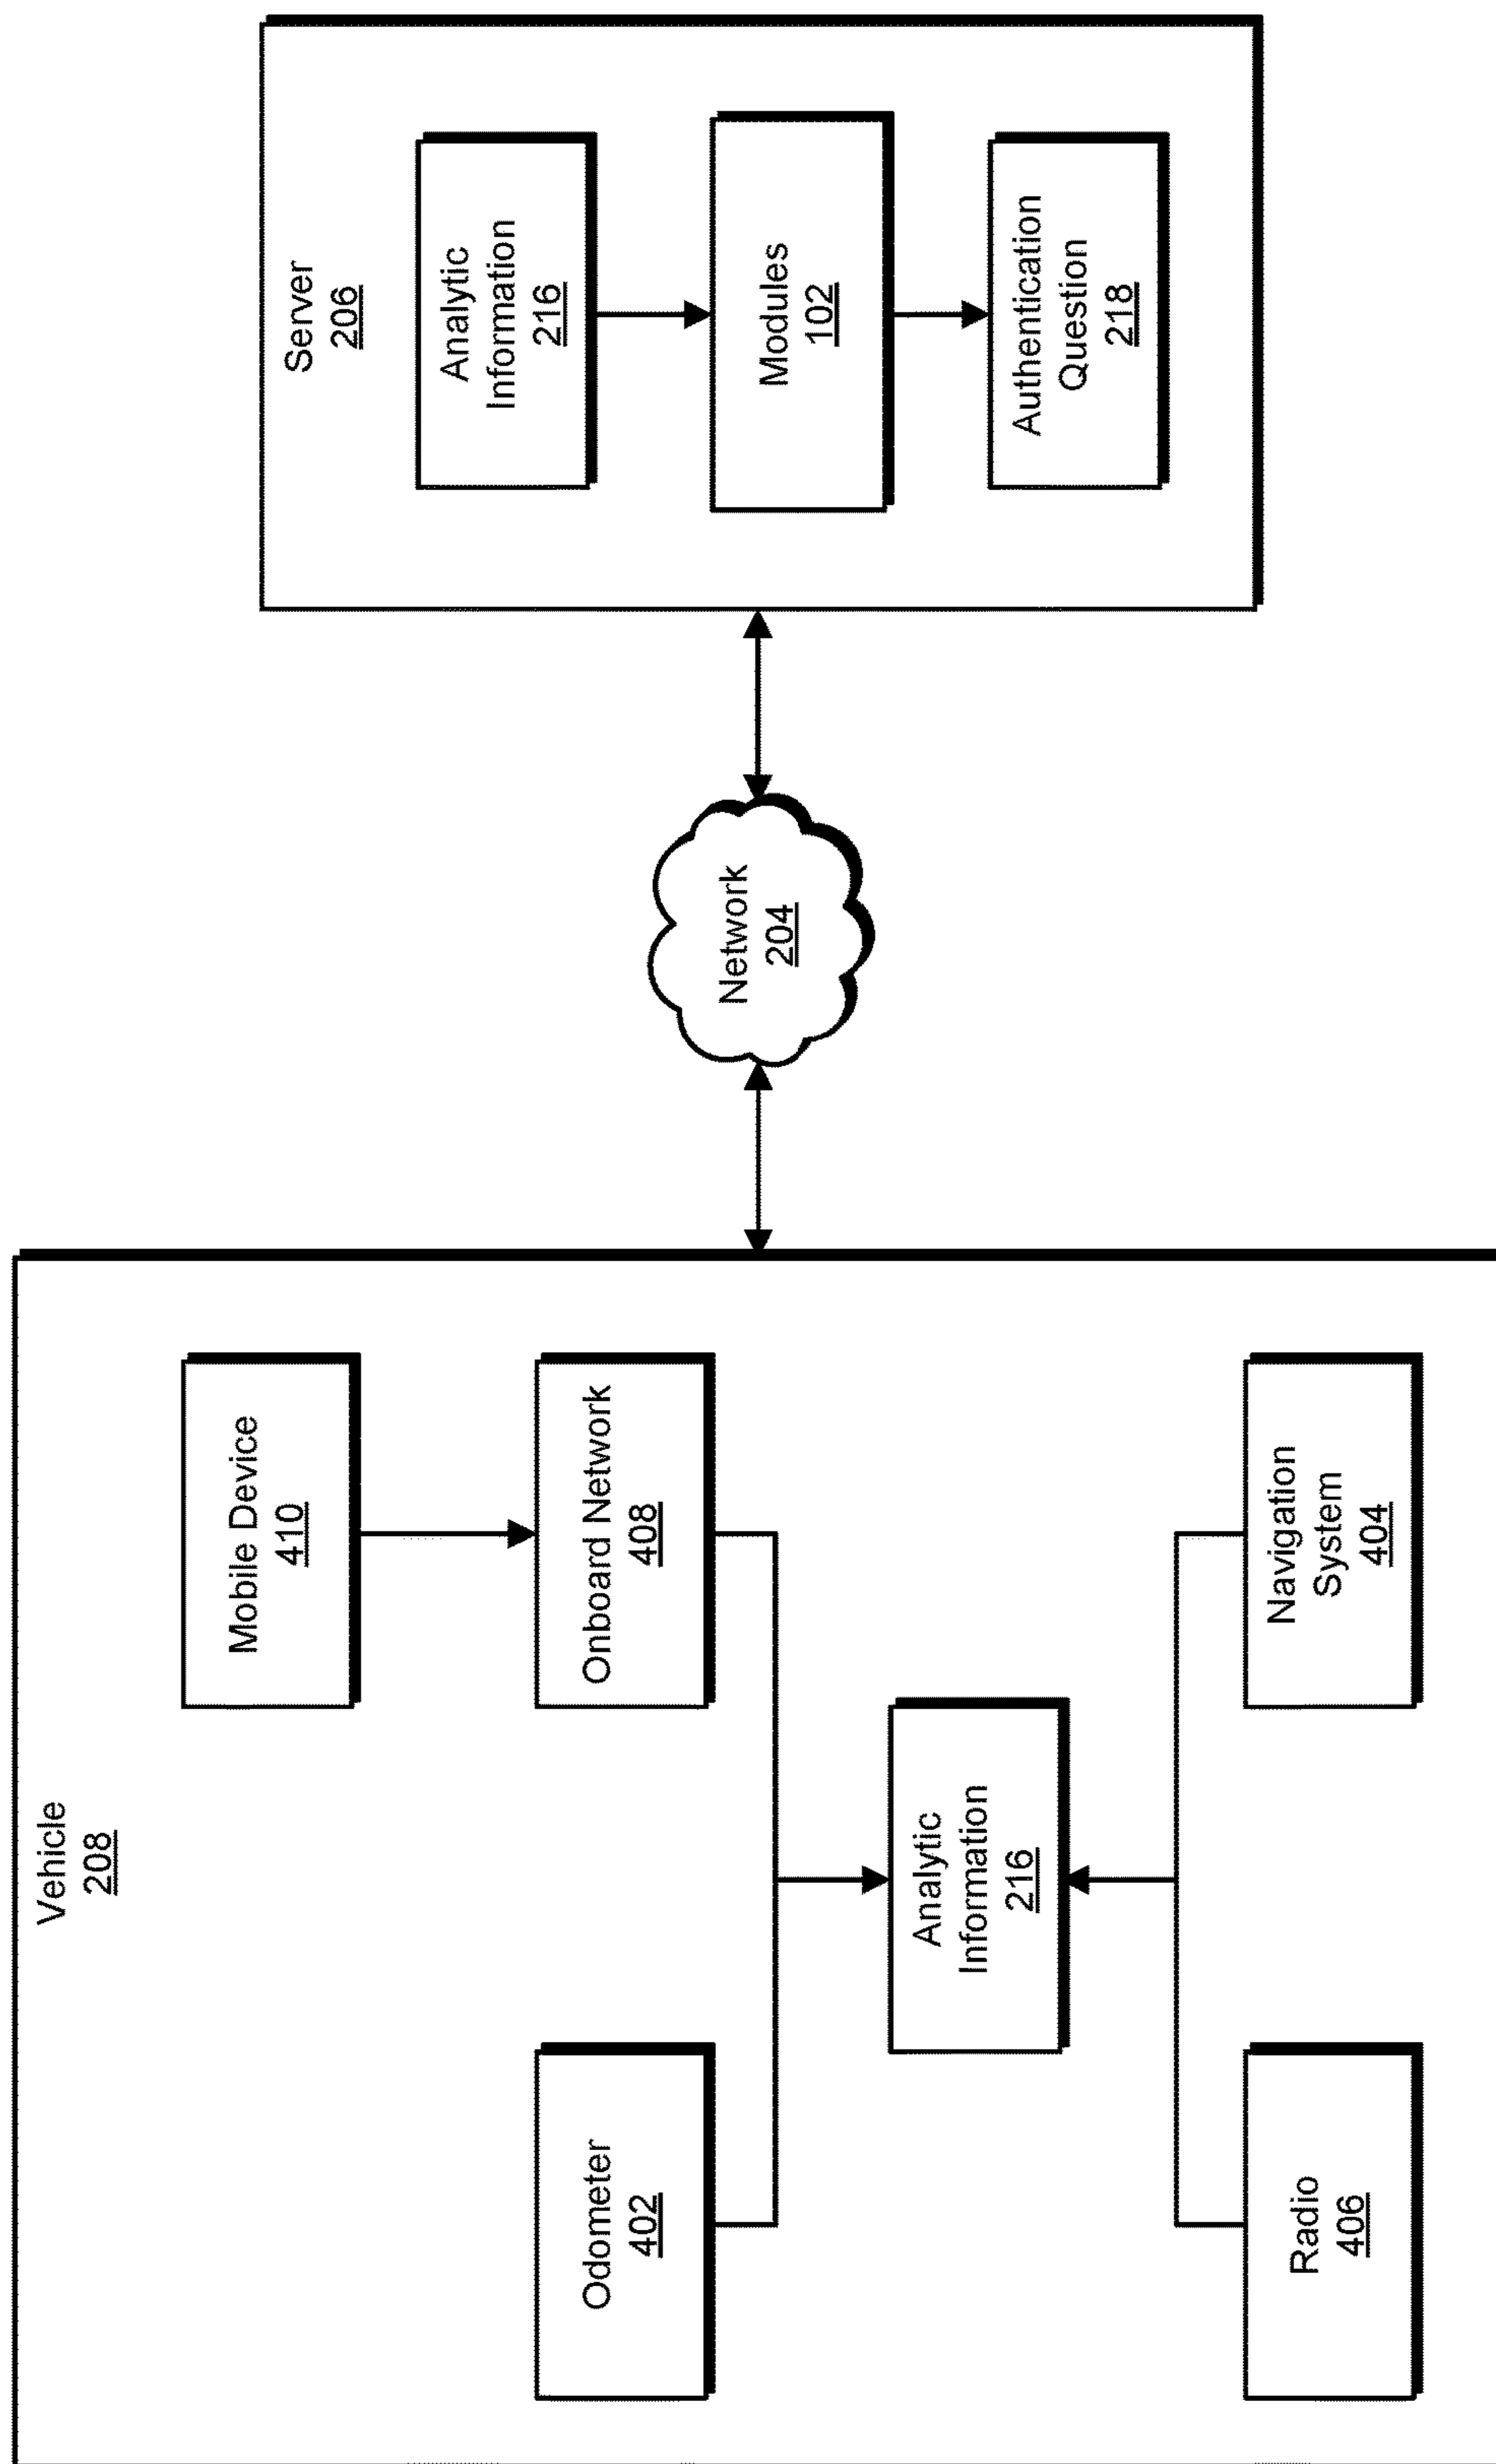 Vehicle
208
Mobile Device
410
Odometer
402
Onboard Network
408
Analytic
Information
216
Radio
406
Navigation
System
404
Network
204
Server
206
Analytic
Information
216
Modules
102
Authentication
Question
218